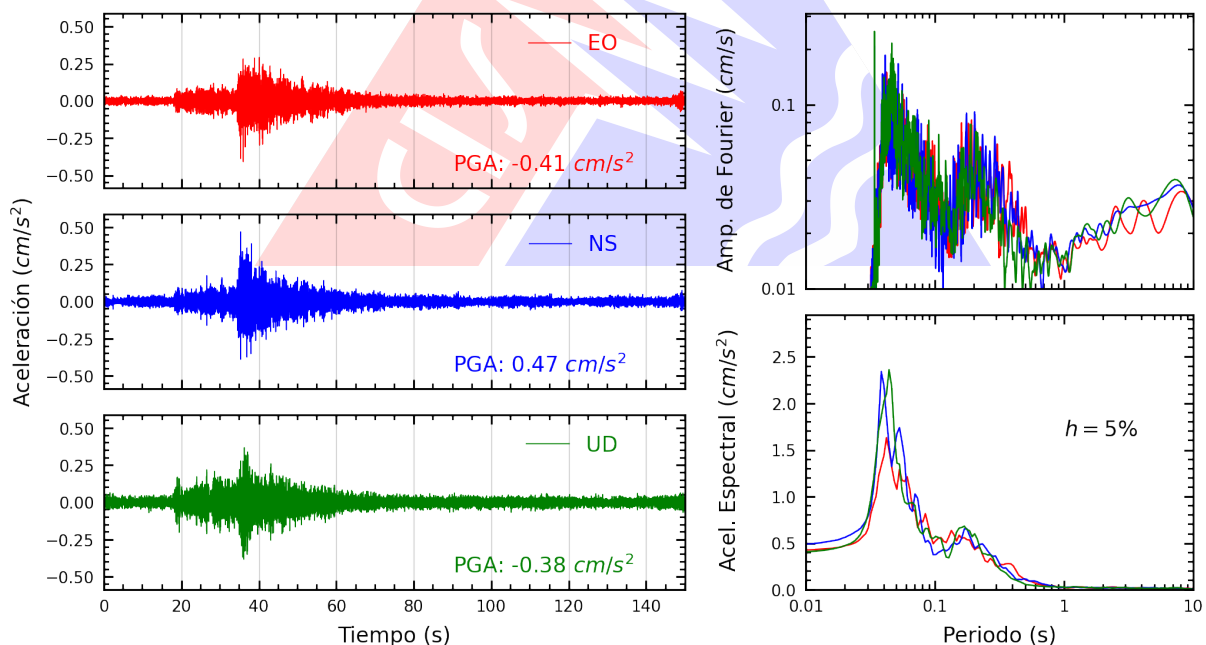 0.50
0.25
0.00
−0.25
−0.50
EO
PGA: -0.41 cm/s²
0.50
0.25
0.00
−0.25
−0.50
NS
PGA: 0.47 cm/s²
0.50
0.25
0.00
−0.25
−0.50
UD
PGA: -0.38 cm/s²
0 20 40 60 80 100 120 140
Tiempo (s)
Aceleración (cm/s²)
0.1
0.01
Amp. de Fourier (cm/s)
2.5
2.0
1.5
1.0
0.5
0.0
h = 5%
Acel. Espectral (cm/s²)
0.01 0.1 1 10
Periodo (s)